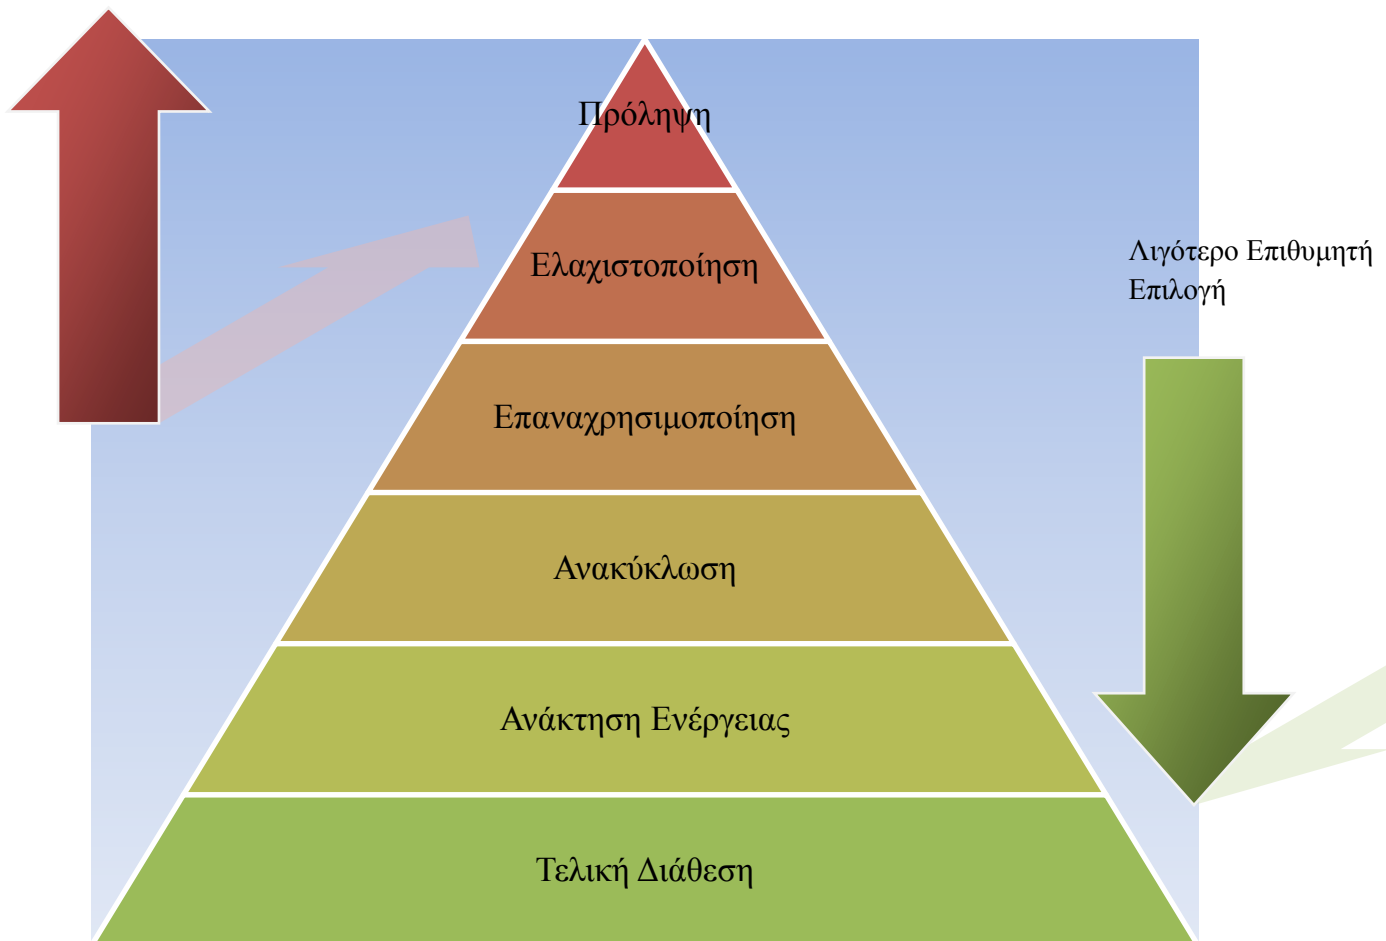 Πρόληψη
Ελαχιστοποίηση
Λιγότερο Επιθυμητή
Επιλογή
Επαναχρησιμοποίηση
Ανακύκλωση
Ανάκτηση Ενέργειας
Τελική Διάθεση